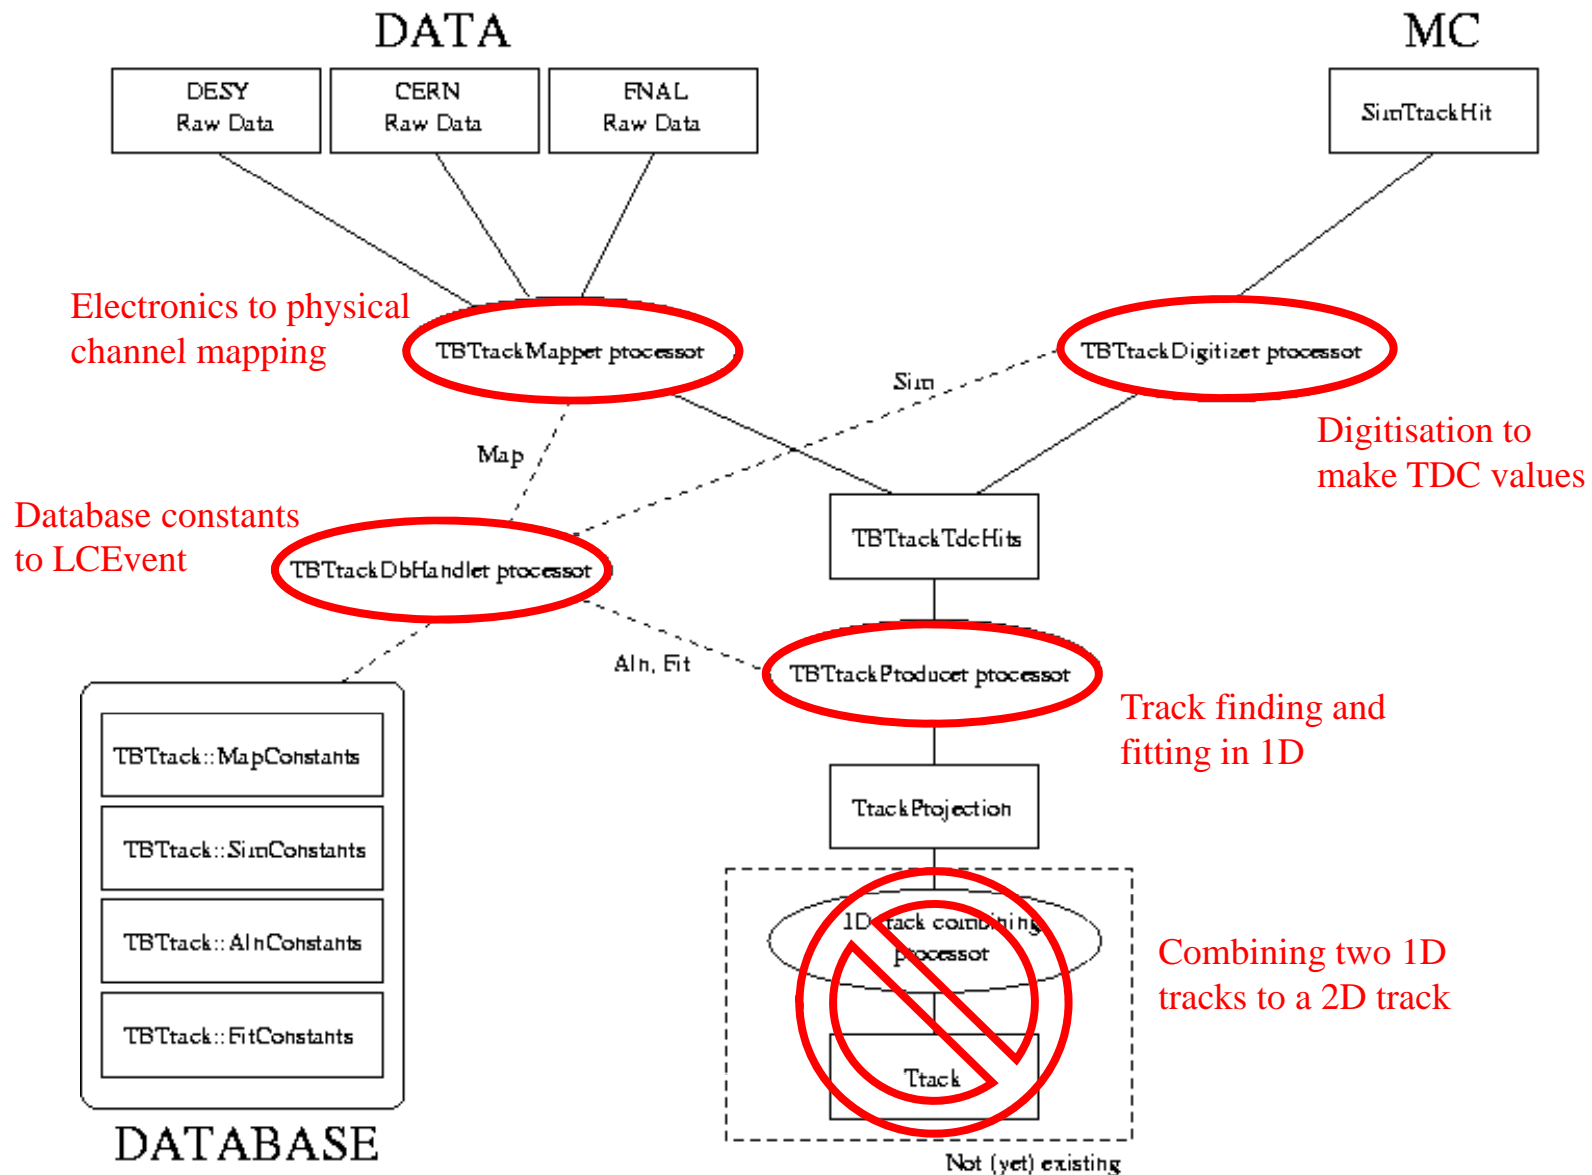 DATA
MC
DESY
Raw Data
CERN
Raw Data
FNAL
Raw Data
SimTrackHit
Electronics to physical
channel mapping
TBTrackMapper processor
TBTrackDigitizer processor
Sim
Digitisation to
make TDC values
Map
Database constants
to LCEvent
TBTrackTdcHits
TBTrackDbHandler processor
Aln, Fit
TBTrackProducer processor
Track finding and
fitting in 1D
TBTrack::MapConstants
TrackProjection
TBTrack::SimConstants
1D track combining
processor
TBTrack::AlnConstants
Combining two 1D
tracks to a 2D track
TBTrack::FitConstants
Track
DATABASE
Not (yet) existing